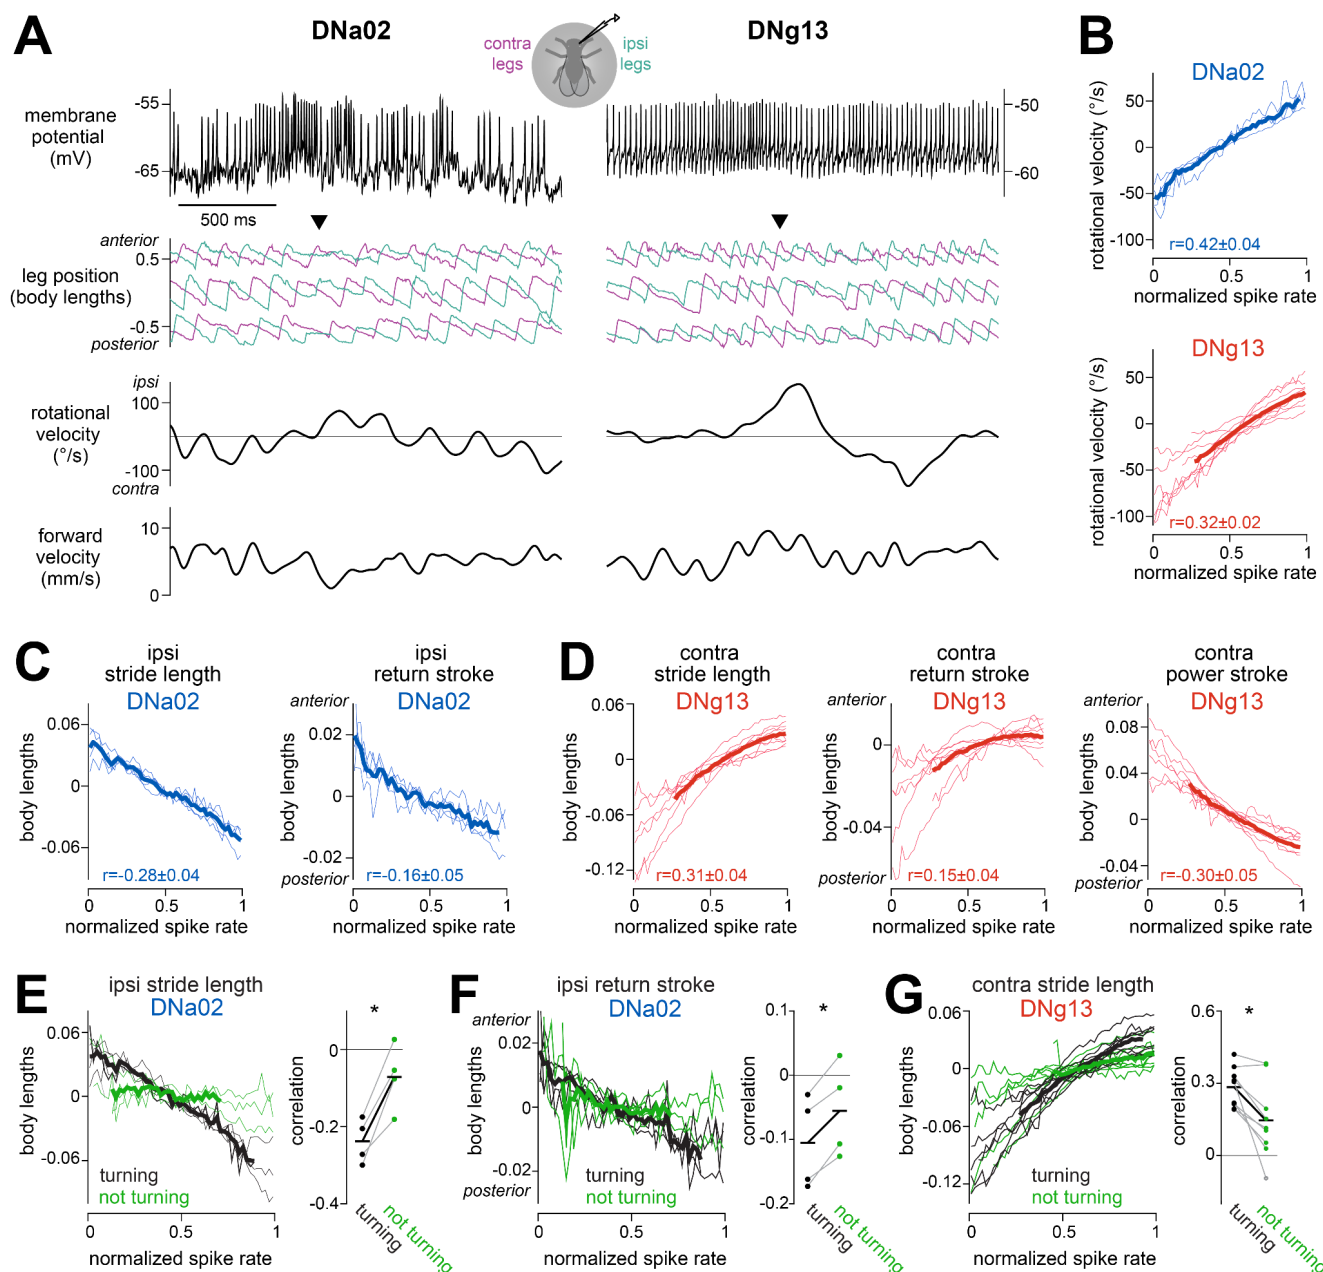 A
DNa02
DNg13
contra legs
ipsi legs
membrane potential (mV)
-55
-65
-50
-60
500 ms
leg position (body lengths)
anterior
0.5
-0.5
posterior
rotational velocity (°/s)
ipsi
100
-100
contra
forward velocity (mm/s)
10
0
B
DNa02
rotational velocity (°/s)
50
0
-50
-100
r=0.42±0.04
0 0.5 1
normalized spike rate
DNg13
rotational velocity (°/s)
50
0
-50
-100
r=0.32±0.02
0 0.5 1
normalized spike rate
C
ipsi
stride length
DNa02
body lengths
0.06
0
-0.06
r=-0.28±0.04
0 0.5 1
normalized spike rate
ipsi
return stroke
DNa02
anterior
body lengths
0.02
0
-0.02
posterior
r=-0.16±0.05
0 0.5 1
normalized spike rate
D
contra
stride length
DNg13
body lengths
0.06
0
-0.06
-0.12
r=0.31±0.04
0 0.5 1
normalized spike rate
contra
return stroke
DNg13
anterior
body lengths
0
-0.04
posterior
r=0.15±0.04
0 0.5 1
normalized spike rate
contra
power stroke
DNg13
anterior
body lengths
0.08
0.04
0
-0.04
posterior
r=-0.30±0.05
0 0.5 1
normalized spike rate
E
ipsi stride length
DNa02
body lengths
0.06
0
-0.06
turning
not turning
0 0.5 1
normalized spike rate
*
correlation
0
-0.2
-0.4
turning
not turning
F
ipsi return stroke
DNa02
anterior
body lengths
0.02
0
-0.02
posterior
turning
not turning
0 0.5 1
normalized spike rate
*
correlation
0.1
0
-0.1
-0.2
turning
not turning
G
contra stride length
DNg13
body lengths
0.06
0
-0.06
-0.12
turning
not turning
0 0.5 1
normalized spike rate
*
correlation
0.6
0.3
0
turning
not turning